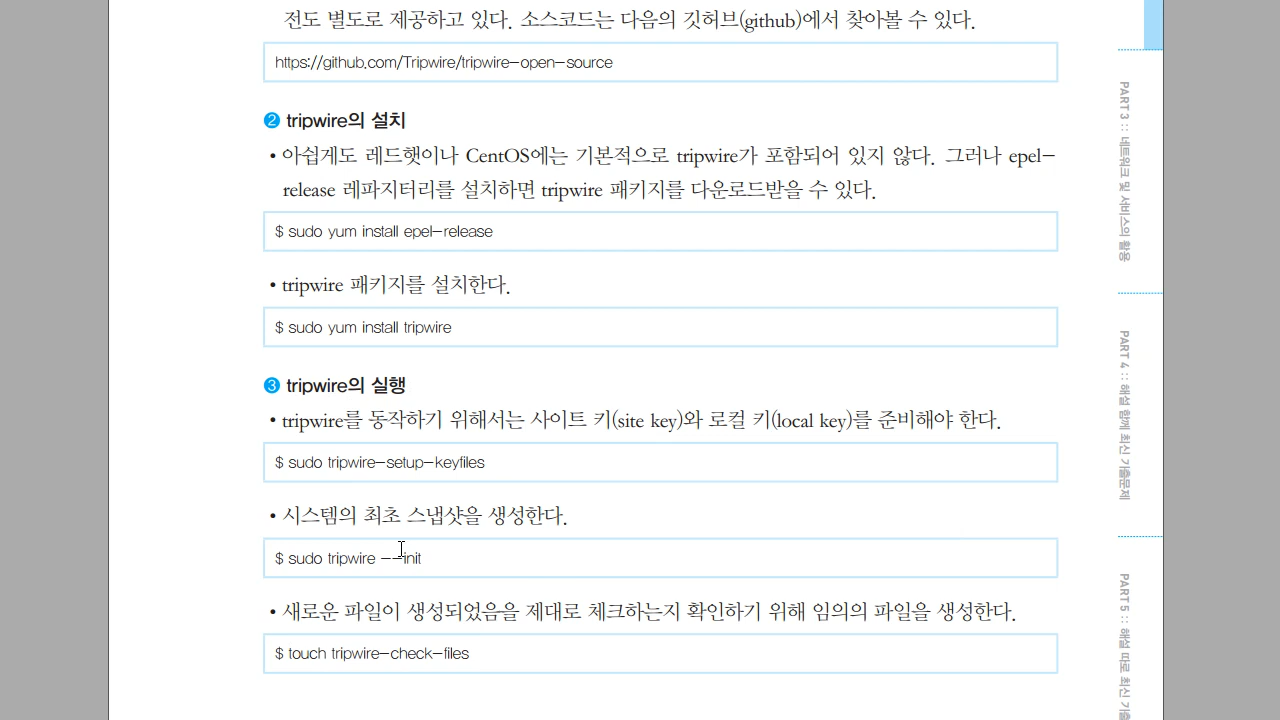 전도 별도로 제공하고 있다. 소스코드는 다음의 깃허브(github)에서 찾아볼 수 있다.
https://github.com/Tripwire/tripwire-open-source
❷ tripwire의 설치
• 아쉽게도 레드햇이나 CentOS에는 기본적으로 tripwire가 포함되어 있지 않다. 그러나 epel-
release 레파지터리를 설치하면 tripwire 패키지를 다운로드받을 수 있다.
$ sudo yum install epel-release
• tripwire 패키지를 설치한다.
$ sudo yum install tripwire
❸ tripwire의 실행
• tripwire를 동작하기 위해서는 사이트 키(site key)와 로컬 키(local key)를 준비해야 한다.
$ sudo tripwire-setup-keyfiles
• 시스템의 최초 스냅샷을 생성한다.
$ sudo tripwire --init
• 새로운 파일이 생성되었음을 제대로 체크하는지 확인하기 위해 임의의 파일을 생성한다.
PART 3 :: 네트워크 및 서비스의 활용
PART 4 :: 해설 함께 최신 기출문제
PART 5 :: 해설 따로 최신 기출